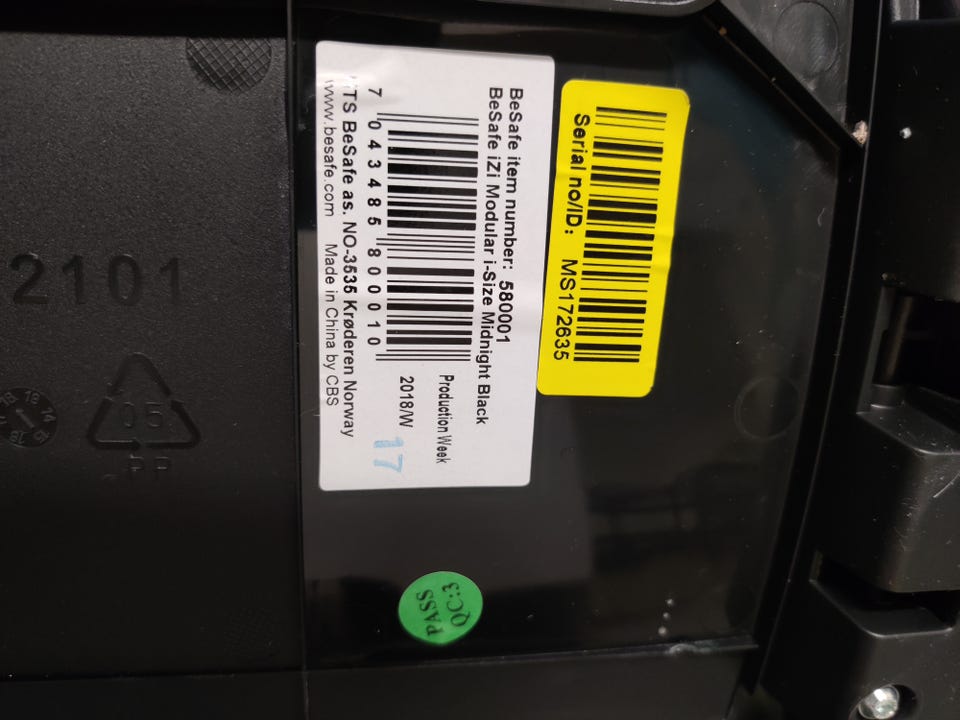 Serial no/ID: MS172635
BeSafe item number: 580001
BeSafe iZi Modular i-Size Midnight Black
7 043485 800010
Production Week
2018/W 17
HTS BeSafe as. NO-3535 Krøderen Norway
www.besafe.com Made in China by CBS
PASS
QC:3
2101
05
PP